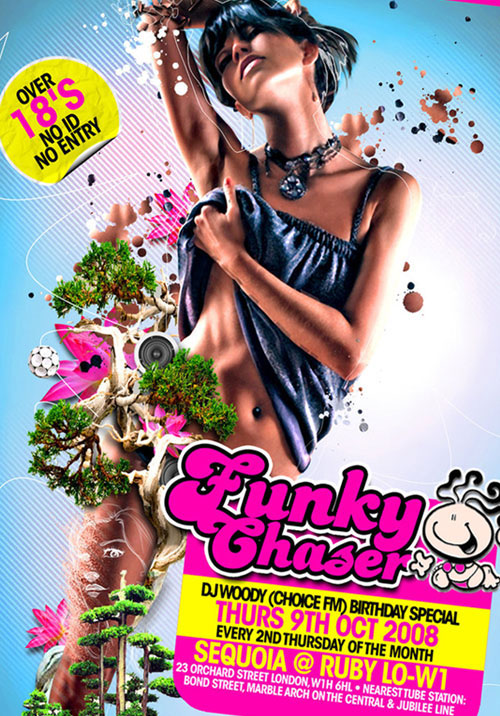 OVER
18'S
NO ID
NO ENTRY
Funky
Chaser
DJ WOODY (CHOICE FM) BIRTHDAY SPECIAL
THURS 9TH OCT 2008
EVERY 2ND THURSDAY OF THE MONTH
SEQUOIA @ RUBY LO-W1
23 ORCHARD STREET LONDON, W1H 6HL • NEAREST TUBE STATION:
BOND STREET, MARBLE ARCH ON THE CENTRAL & JUBILEE LINE